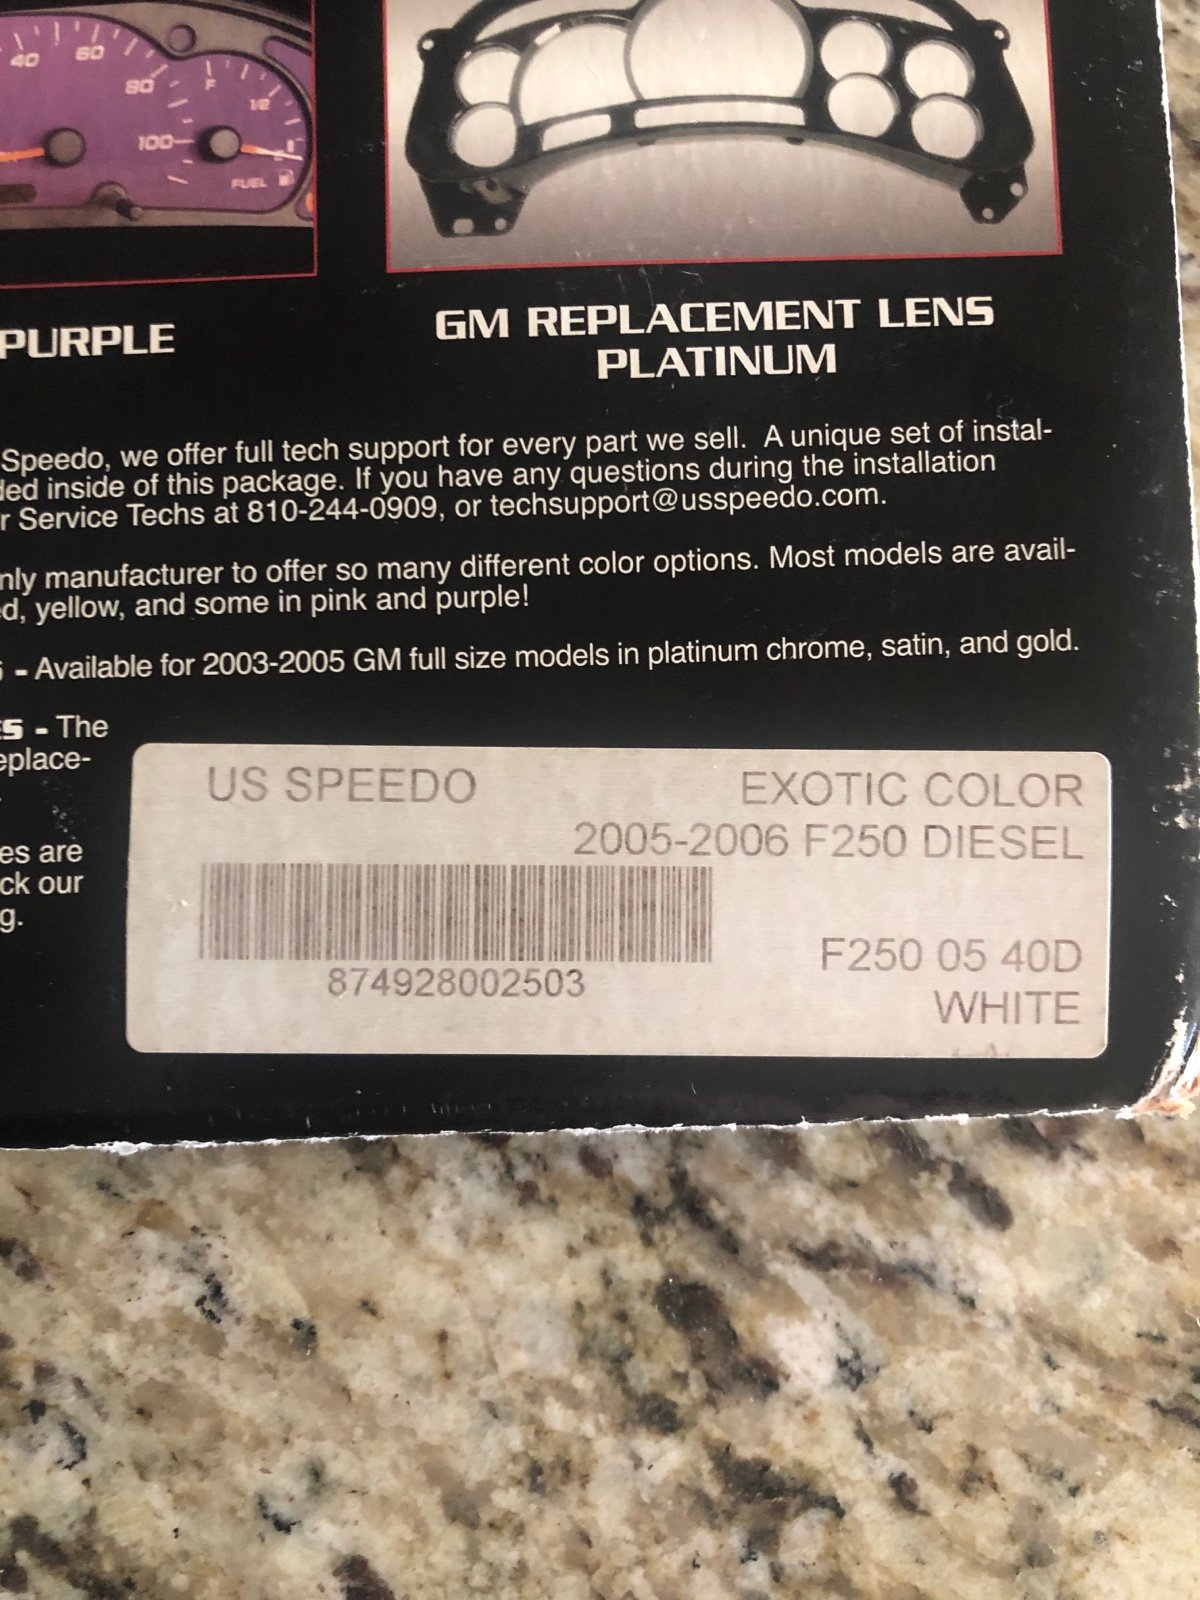 40
60
80
100
F
1/2
FUEL
PURPLE
GM REPLACEMENT LENS
PLATINUM
Speedo, we offer full tech support for every part we sell. A unique set of instal-
ded inside of this package. If you have any questions during the installation
r Service Techs at 810-244-0909, or techsupport@usspeedo.com.
nly manufacturer to offer so many different color options. Most models are avail-
d, yellow, and some in pink and purple!
S - Available for 2003-2005 GM full size models in platinum chrome, satin, and gold.
ES - The
eplace-
es are
ck our
g.
US SPEEDO
EXOTIC COLOR
2005-2006 F250 DIESEL
874928002503
F250 05 40D
WHITE